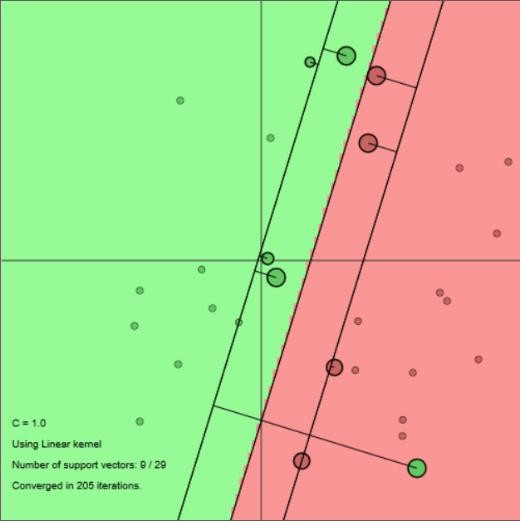 C = 1.0
Using Linear kernel
Number of support vectors: 9 / 29
Converged in 205 iterations.